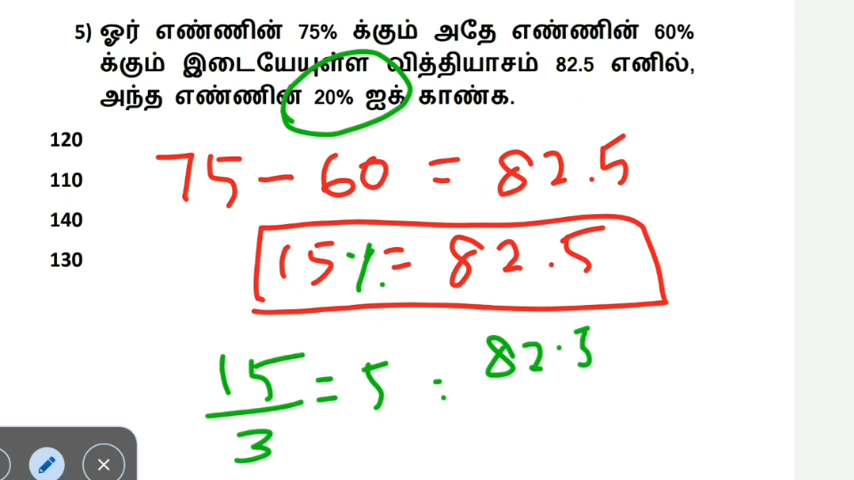 5) ஓர் எண்ணின் 75% க்கும் அதே எண்ணின் 60%
க்கும் இடையேயுள்ள வித்தியாசம் 82.5 எனில்,
அந்த எண்ணின் 20% ஐக் காண்க.
120
75 - 60 = 82.5
110
140
15% = 82.5
130
15/3 = 5 : 82.5